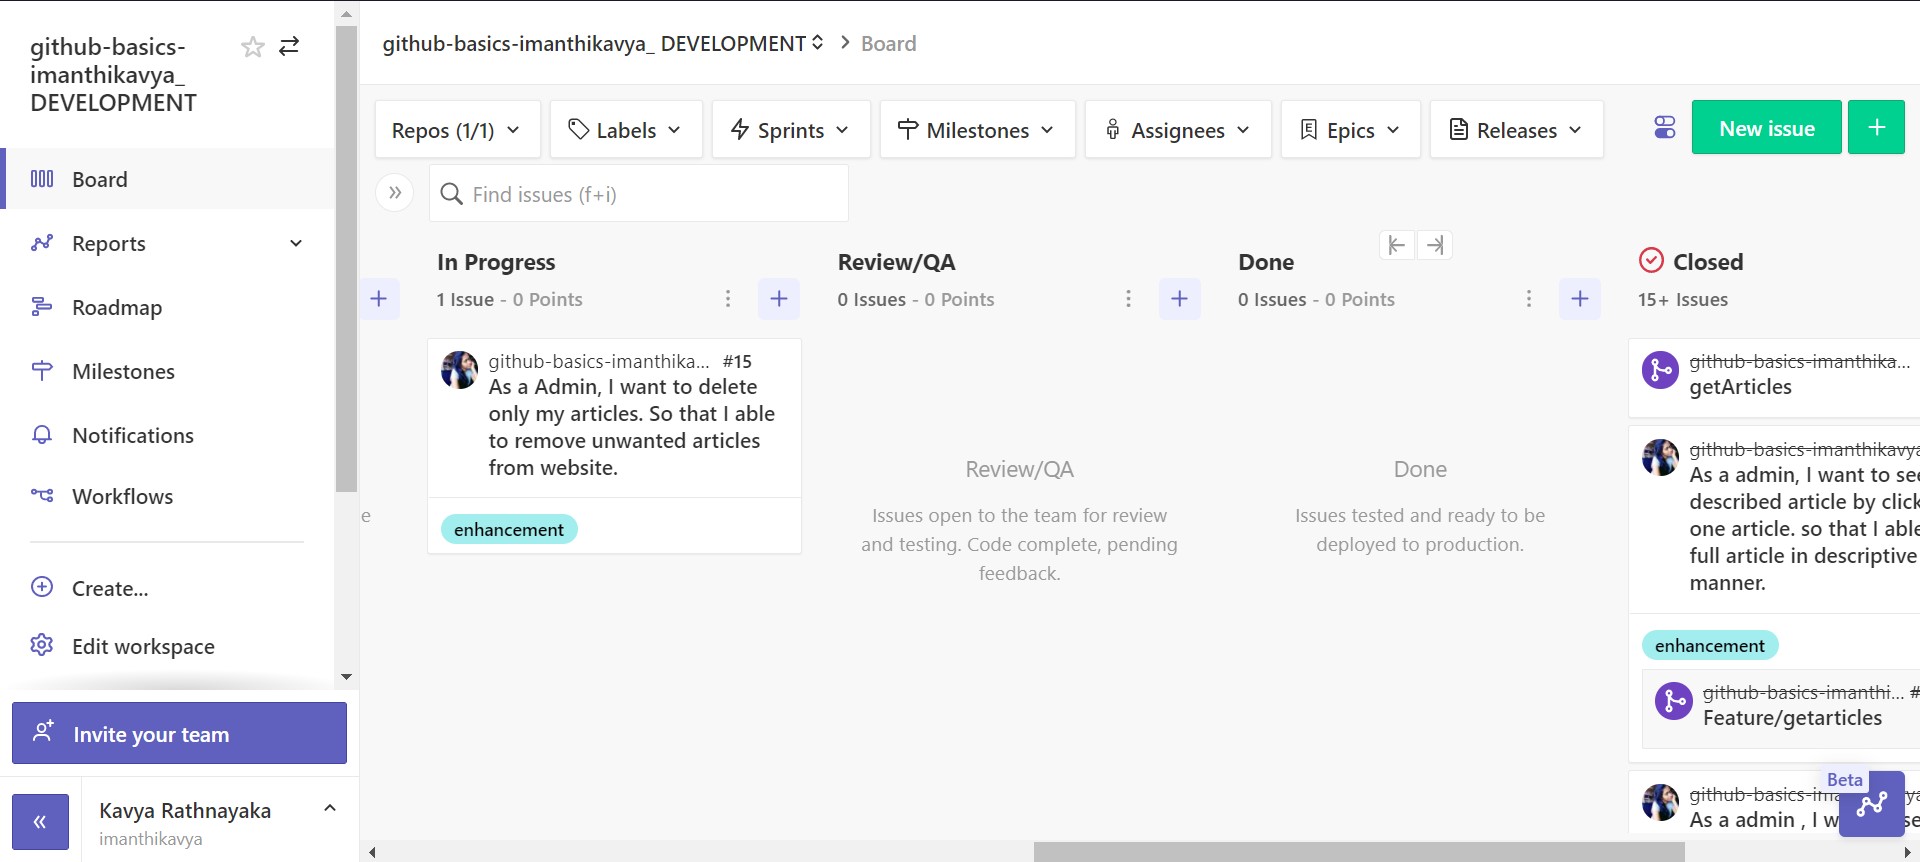 github-basics-
imanthikavya_
DEVELOPMENT
Board
Reports
Roadmap
Milestones
Notifications
Workflows
Create...
Edit workspace
Invite your team
Kavya Rathnayaka
imanthikavya
github-basics-imanthikavya_ DEVELOPMENT
Board
Repos (1/1)
Labels
Sprints
Milestones
Assignees
Epics
Releases
New issue
Find issues (f+i)
e
In Progress
1 Issue - 0 Points
github-basics-imanthika... #15
As a Admin, I want to delete
only my articles. So that I able
to remove unwanted articles
from website.
enhancement
Review/QA
0 Issues - 0 Points
Review/QA
Issues open to the team for review
and testing. Code complete, pending
feedback.
Done
0 Issues - 0 Points
Done
Issues tested and ready to be
deployed to production.
Closed
15+ Issues
github-basics-imanthika...
getArticles
github-basics-imanthikavya
As a admin, I want to see
described article by click
one article. so that I able
full article in descriptive
manner.
enhancement
github-basics-imanthi... #
Feature/getarticles
Beta
github-basics-ima
As a admin , I w